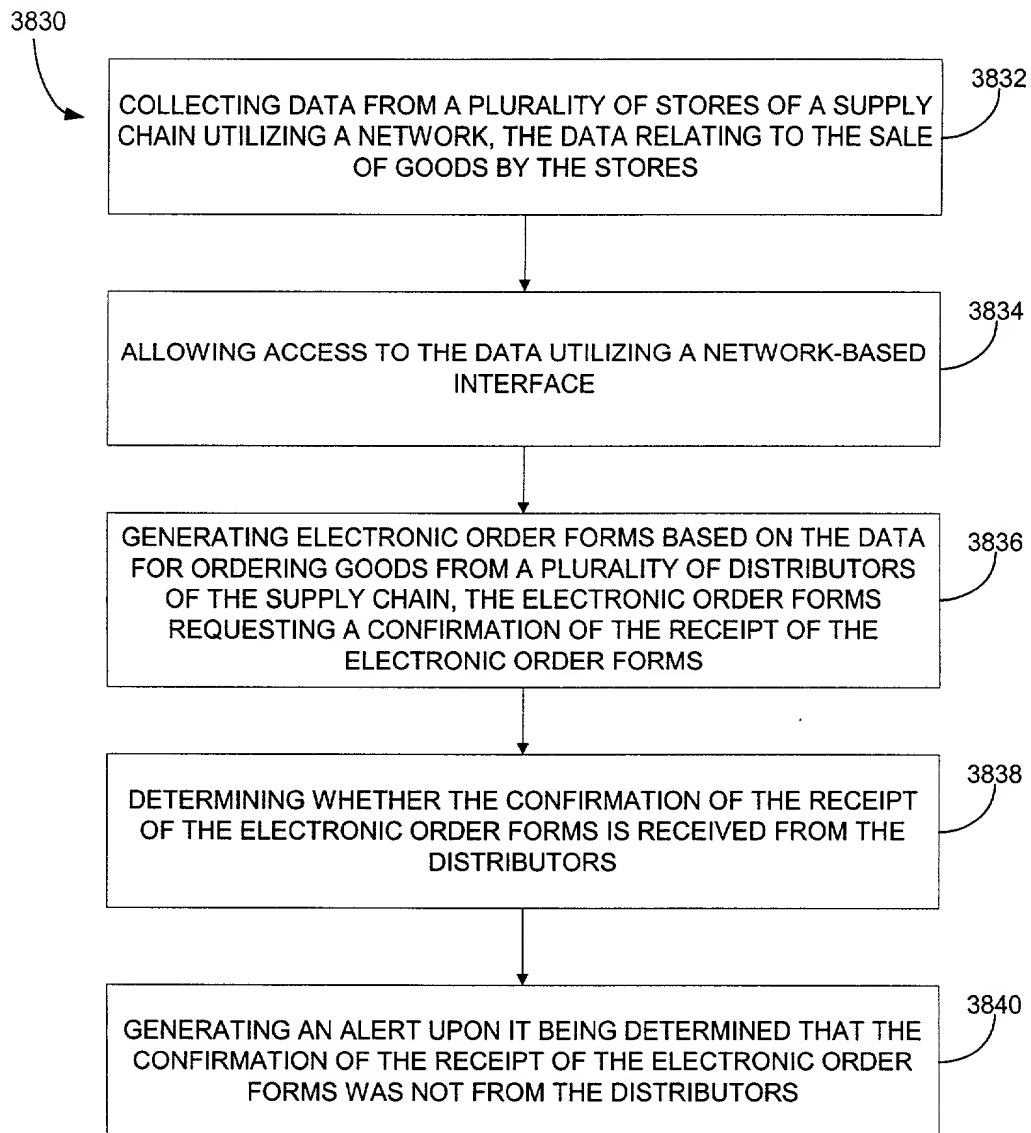 3830
COLLECTING DATA FROM A PLURALITY OF STORES OF A SUPPLY
CHAIN UTILIZING A NETWORK, THE DATA RELATING TO THE SALE
OF GOODS BY THE STORES
3832
ALLOWING ACCESS TO THE DATA UTILIZING A NETWORK-BASED
INTERFACE
3834
GENERATING ELECTRONIC ORDER FORMS BASED ON THE DATA
FOR ORDERING GOODS FROM A PLURALITY OF DISTRIBUTORS
OF THE SUPPLY CHAIN, THE ELECTRONIC ORDER FORMS
REQUESTING A CONFIRMATION OF THE RECEIPT OF THE
ELECTRONIC ORDER FORMS
3836
DETERMINING WHETHER THE CONFIRMATION OF THE RECEIPT
OF THE ELECTRONIC ORDER FORMS IS RECEIVED FROM THE
DISTRIBUTORS
3838
GENERATING AN ALERT UPON IT BEING DETERMINED THAT THE
CONFIRMATION OF THE RECEIPT OF THE ELECTRONIC ORDER
FORMS WAS NOT FROM THE DISTRIBUTORS
3840